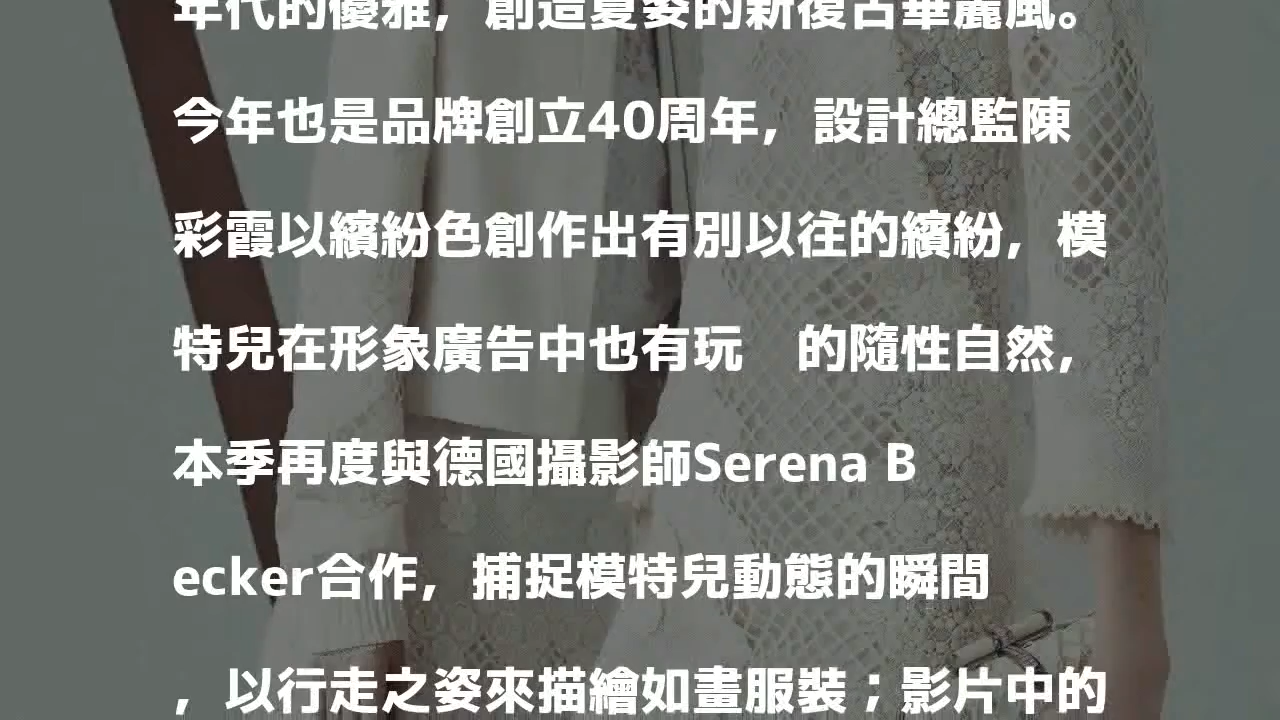 年代的優雅，創造夏姿的新復古華麗風。
今年也是品牌創立40周年，設計總監陳
彩霞以繽紛色創作出有別以往的繽紛，模
特兒在形象廣告中也有玩　的隨性自然，
本季再度與德國攝影師Serena B
ecker合作，捕捉模特兒動態的瞬間
，以行走之姿來描繪如畫服裝；影片中的